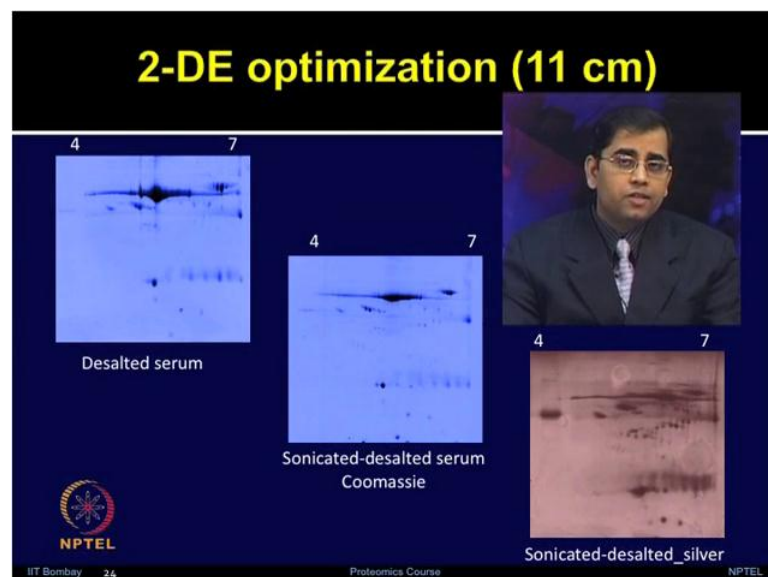 2-DE optimization (11 cm)
4 7
Desalted serum
4 7
Sonicated-desalted serum
Coomassie
4 7
Sonicated-desalted_silver
NPTEL
IIT Bombay 24 Proteomics Course NPTEL